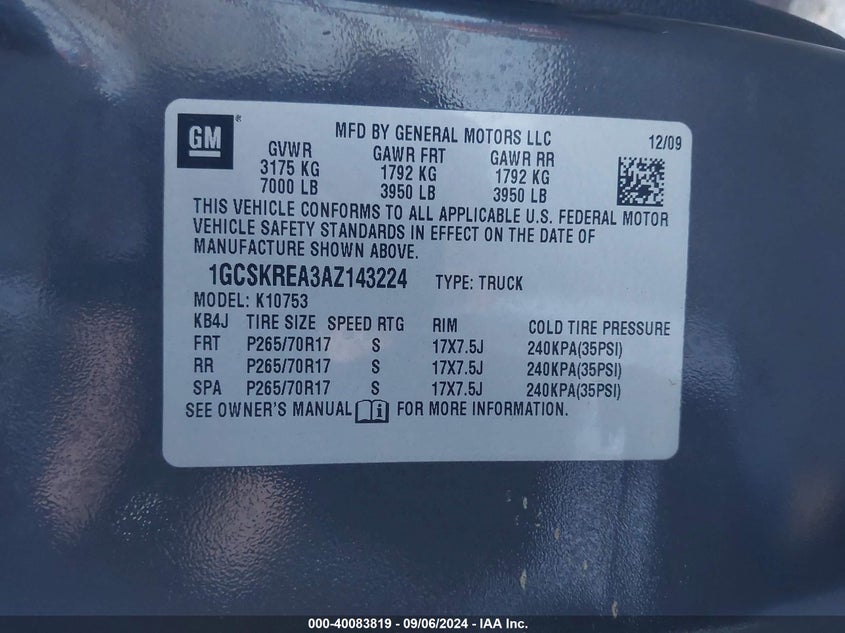 GM®
MFD BY GENERAL MOTORS LLC 12/09
GVWR GAWR FRT GAWR RR
3175 KG 1792 KG 1792 KG
7000 LB 3950 LB 3950 LB
THIS VEHICLE CONFORMS TO ALL APPLICABLE U.S. FEDERAL MOTOR
VEHICLE SAFETY STANDARDS IN EFFECT ON THE DATE OF
MANUFACTURE SHOWN ABOVE.
1GCSKREA3AZ143224 TYPE: TRUCK
MODEL: K10753
KB4J TIRE SIZE SPEED RTG RIM COLD TIRE PRESSURE
FRT P265/70R17 S 17X7.5J 240KPA(35PSI)
RR P265/70R17 S 17X7.5J 240KPA(35PSI)
SPA P265/70R17 S 17X7.5J 240KPA(35PSI)
SEE OWNER'S MANUAL FOR MORE INFORMATION.
000-40083819 - 09/06/2024 - IAA Inc.